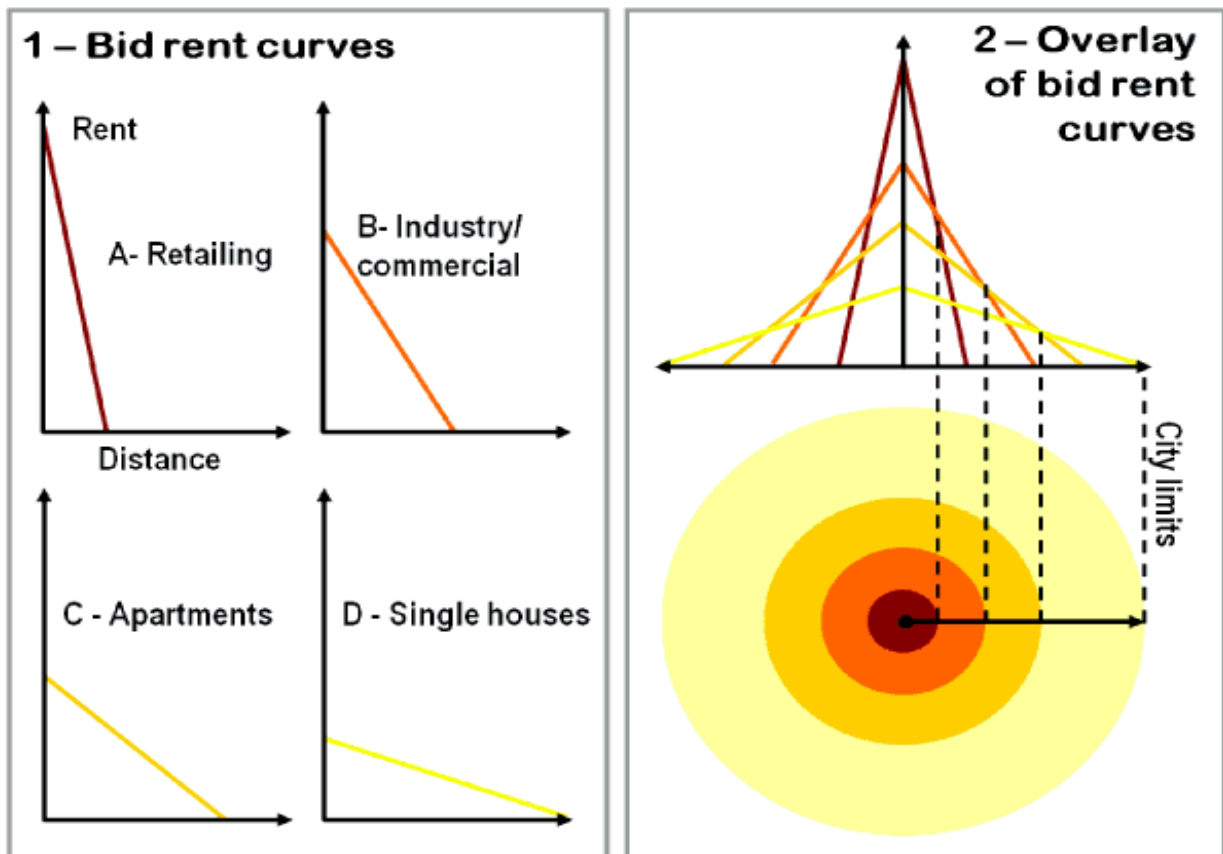 1 – Bid rent curves
Rent
A- Retailing
Distance
B- Industry/
commercial
C - Apartments
D - Single houses
2 – Overlay
of bid rent
curves
City limits